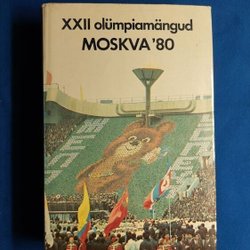 XXII olümpiamängud
MOSKVA '80